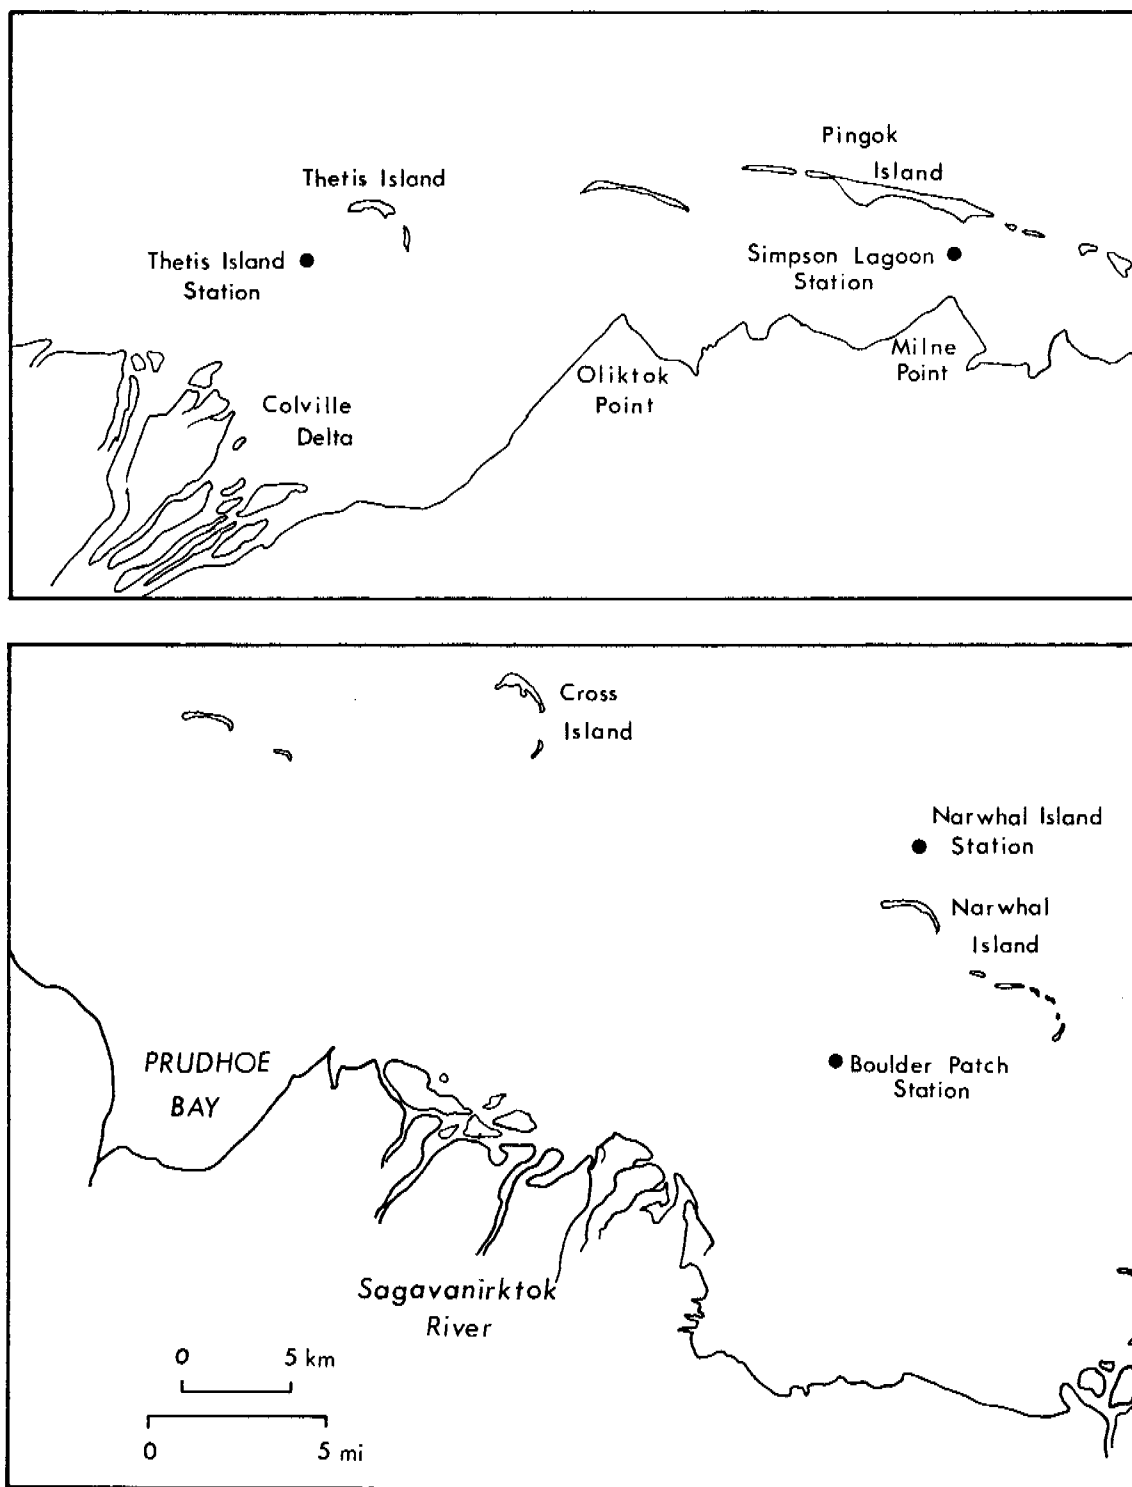 Pingok
Island
Thetis Island
Thetis Island
Station
Simpson Lagoon
Station
Milne
Point
Oliktok
Point
Colville
Delta
Cross
Island
Narwhal Island
Station
Narwhal
Island
PRUDHOE
BAY
Boulder Patch
Station
Sagavanirktok
River
0 5 km
0 5 mi